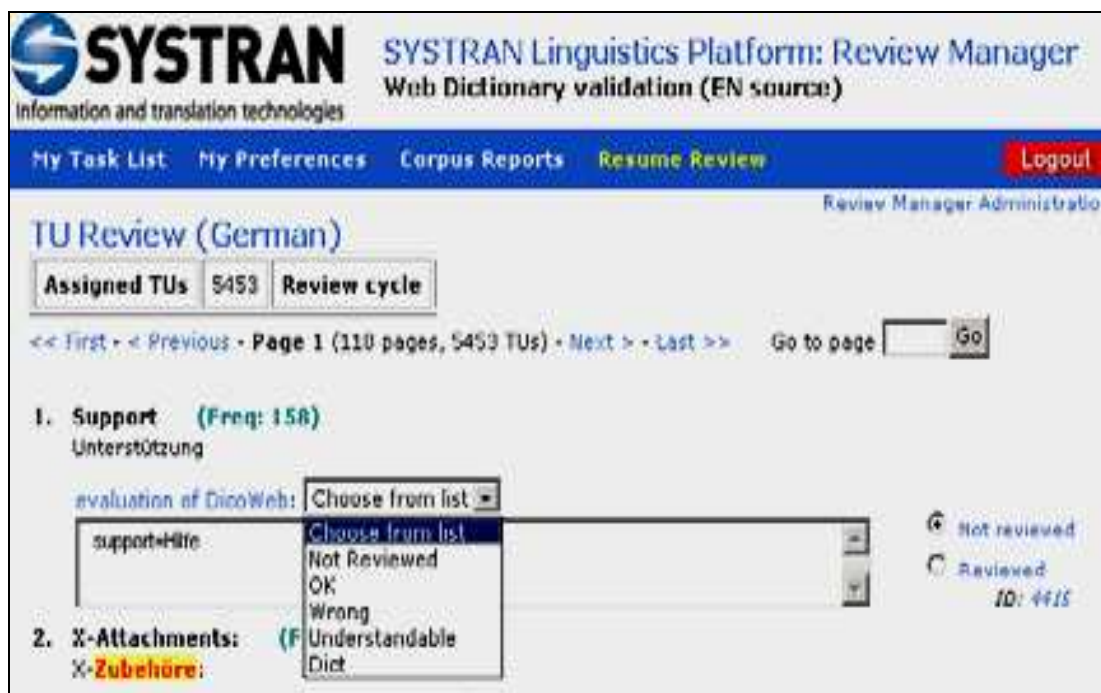 SYSTRAN
Information and translation technologies
SYSTRAN Linguistics Platform: Review Manager
Web Dictionary validation (EN source)
My Task List My Preferences Corpus Reports Resume Review Logout
Review Manager Administratio
TU Review (German)
Assigned TUs 5453 Review cycle
<< First - < Previous - Page 1 (110 pages, 5453 TUs) - Next > - Last >> Go to page Go
1. Support (Freq: 158)
Unterstützung
evaluation of DicoWeb: Choose from list
support=Hilfe
Choose from list
Not Reviewed
OK
Wrong
Understandable
Dict
Not reviewed
Reviewed
ID: 4415
2. X-Attachments: (F
X-Zubehöre: